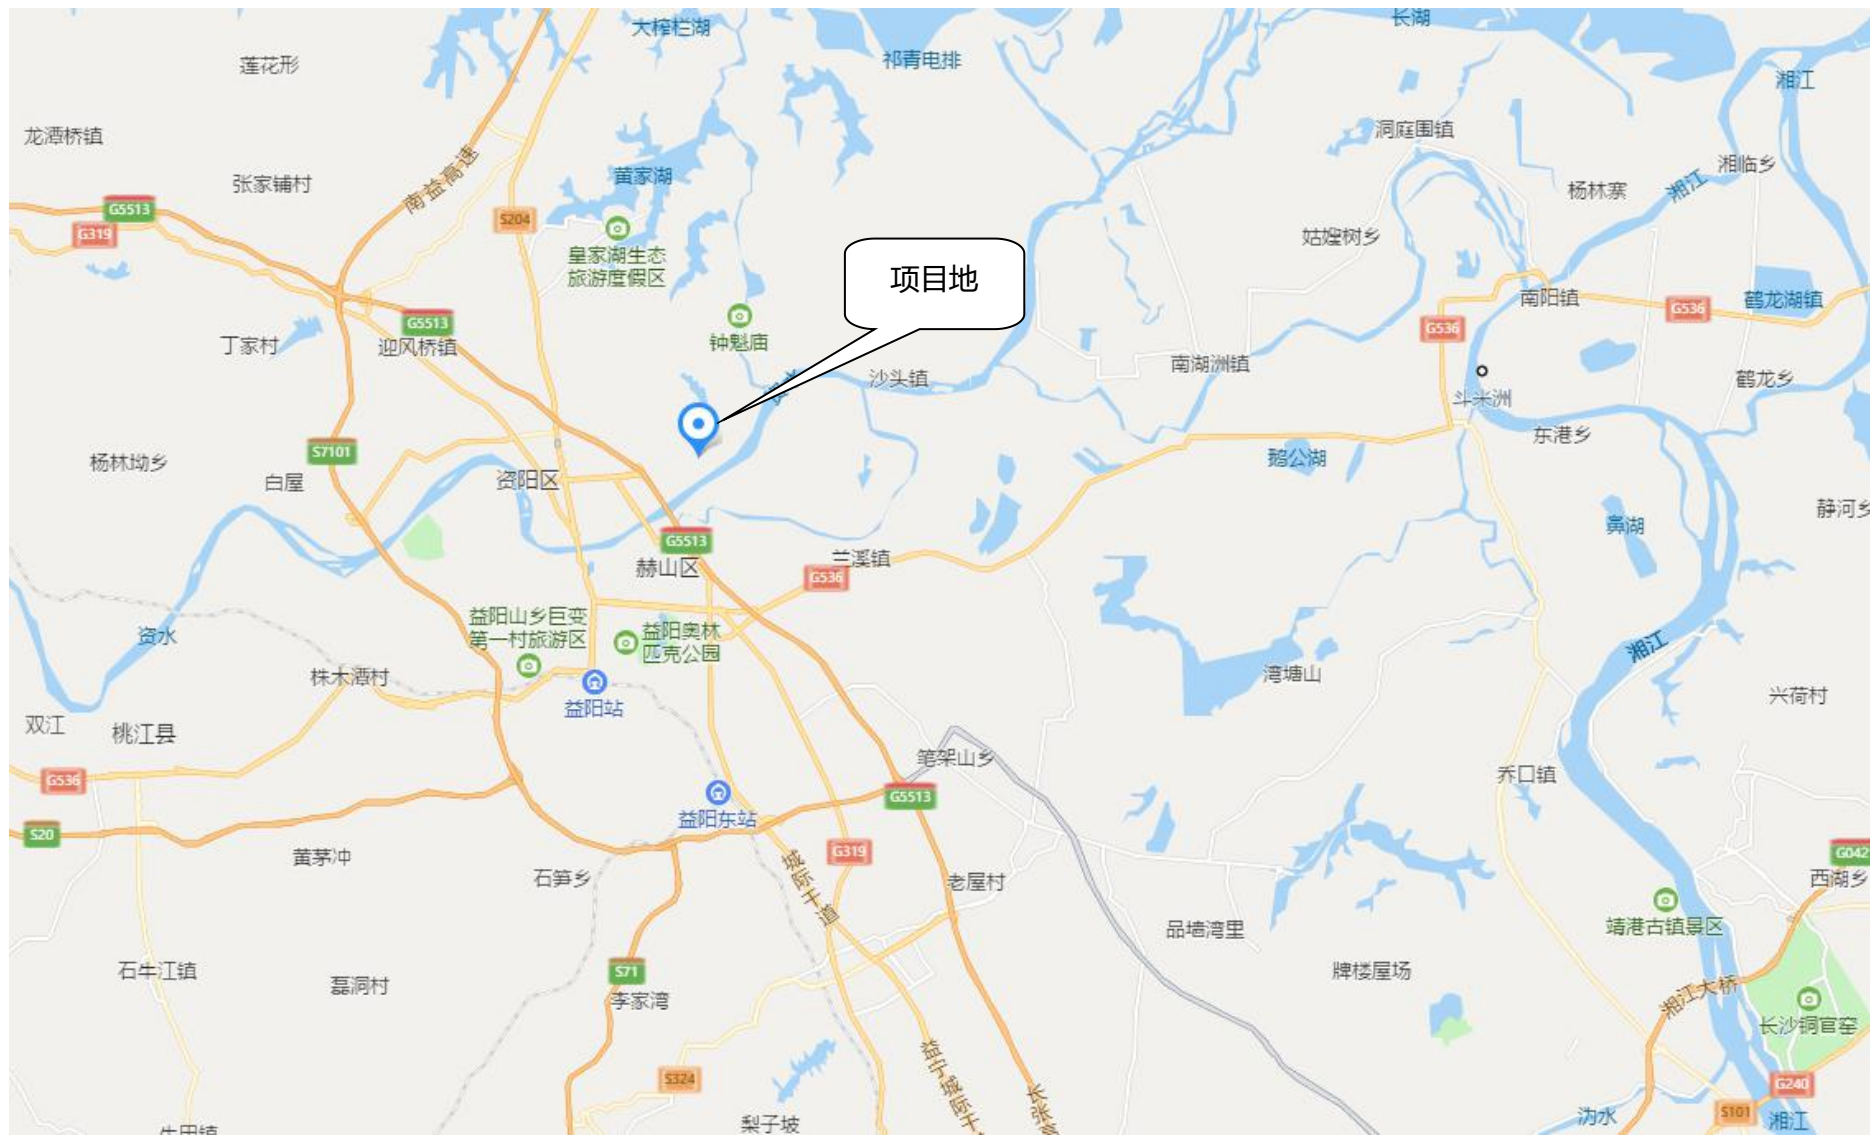 大榨栏湖
长湖
莲花形
祁青电排
湘江
龙潭桥镇
洞庭围镇
南益高速
苗家湖
湘临乡
张家铺村
湘江
杨林寨
G5513
G319
S204
皇家湖生态
旅游度假区
姑嫂树乡
项目地
南阳镇
鹤龙湖镇
G536
G5513
钟魁庙
G536
丁家村
迎风桥镇
沙头镇
南湖洲镇
鹤龙乡
斗米洲
东港乡
S7101
杨林坳乡
白屋
资阳区
鹅公湖
静河乡
鼻湖
G5513
赫山区
兰溪镇
G536
益阳山乡巨变
第一村旅游区
益阳奥林
匹克公园
资水
湘江
株木潭村
湾塘山
益阳站
兴荷村
双江
桃江县
笔架山乡
乔口镇
G536
G5513
益阳东站
S20
黄茅冲
G319
城际干道
石笋乡
老屋村
西湖乡
品墙湾里
靖港古镇景区
石牛江镇
磊洞村
S71
李家湾
牌楼屋场
湘江大桥
长沙铜官窑
益宁城际干
S324
长张高
G240
梨子坡
沩水
S101
湘江